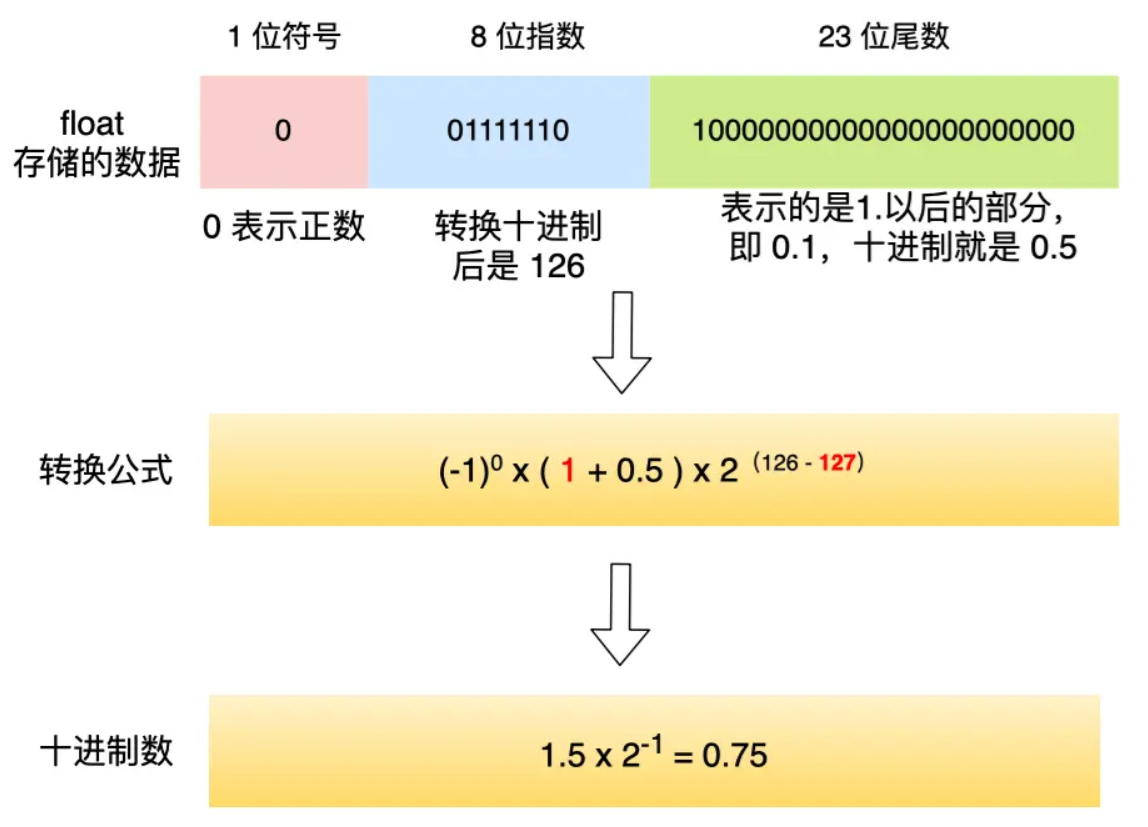 1 位符号
8 位指数
23 位尾数
float
存储的数据
0
01111110
10000000000000000000000
0 表示正数
转换十进制
后是 126
表示的是1.以后的部分，
即 0.1，十进制就是 0.5
转换公式
(-1)⁰ x ( 1 + 0.5 ) x 2 ⁽¹²⁶ ⁻ ¹²⁷⁾
十进制数
1.5 x 2⁻¹ = 0.75